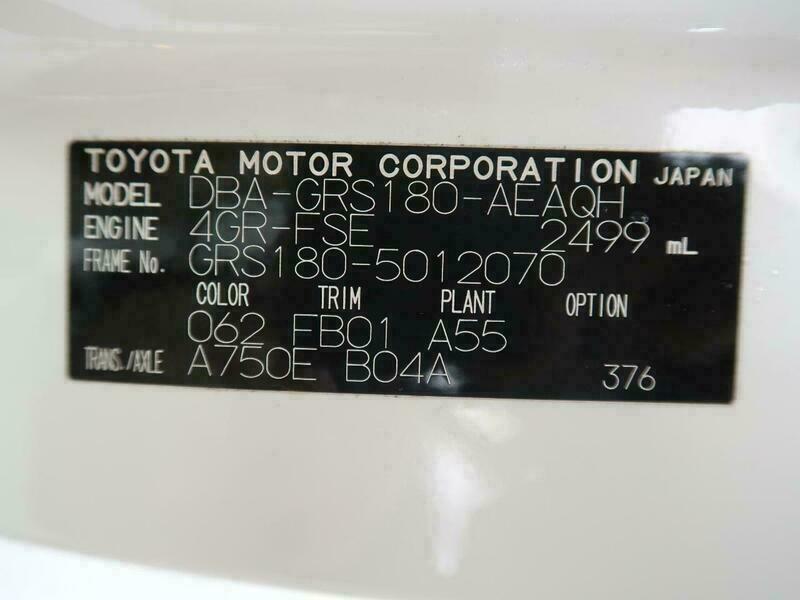 TOYOTA MOTOR CORPORATION JAPAN
MODEL DBA-GRS180-AEAQH
ENGINE 4GR-FSE 2499 mL
FRAME No. GRS180-5012070
COLOR TRIM PLANT OPTION
062 FB01 A55
TRANS./AXLE A750E B04A 376